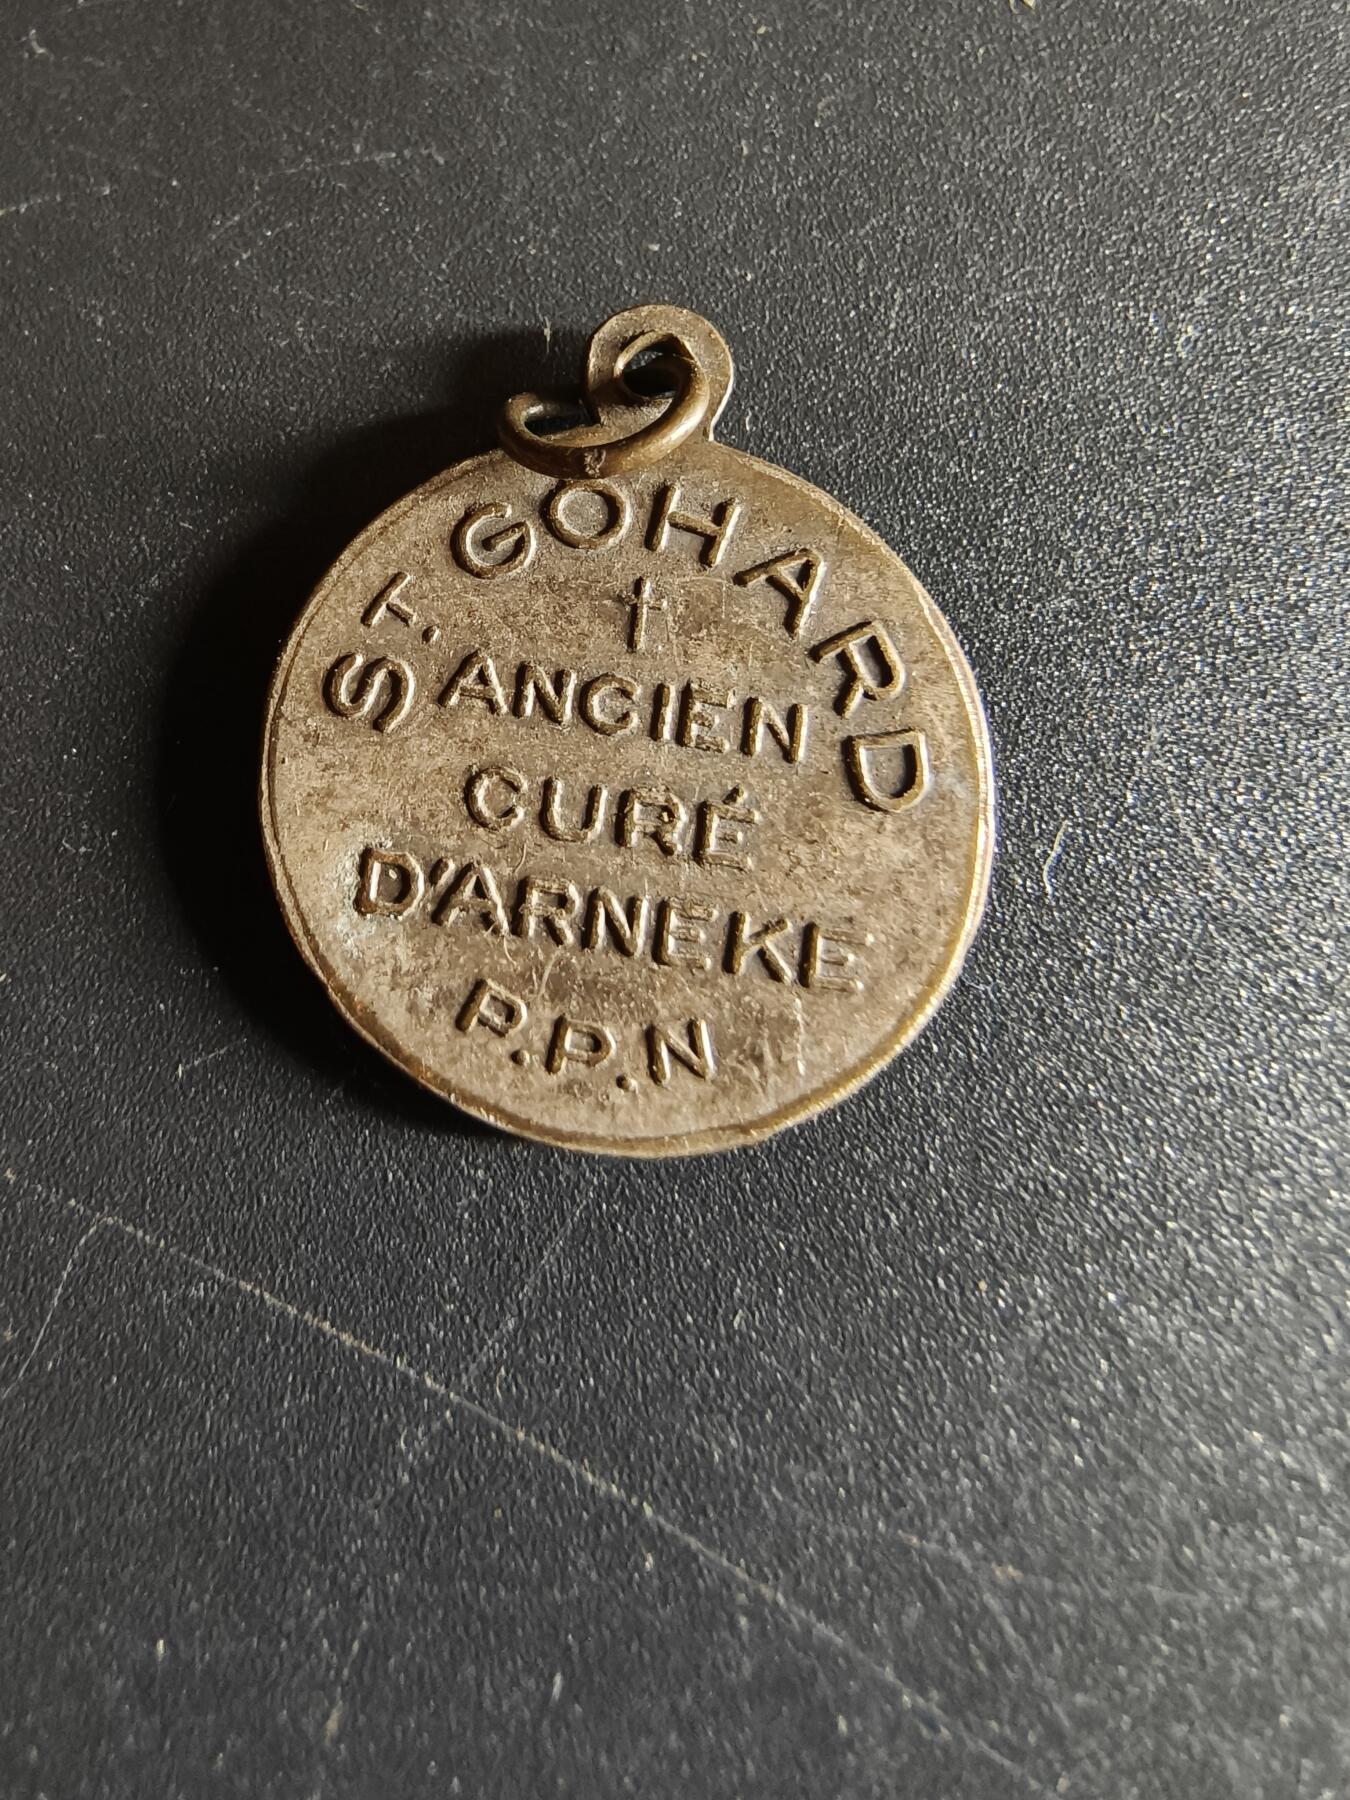 ST. GOHARD
†
ANCIEN
CURÉ
D'ARNEKE
P.P.N